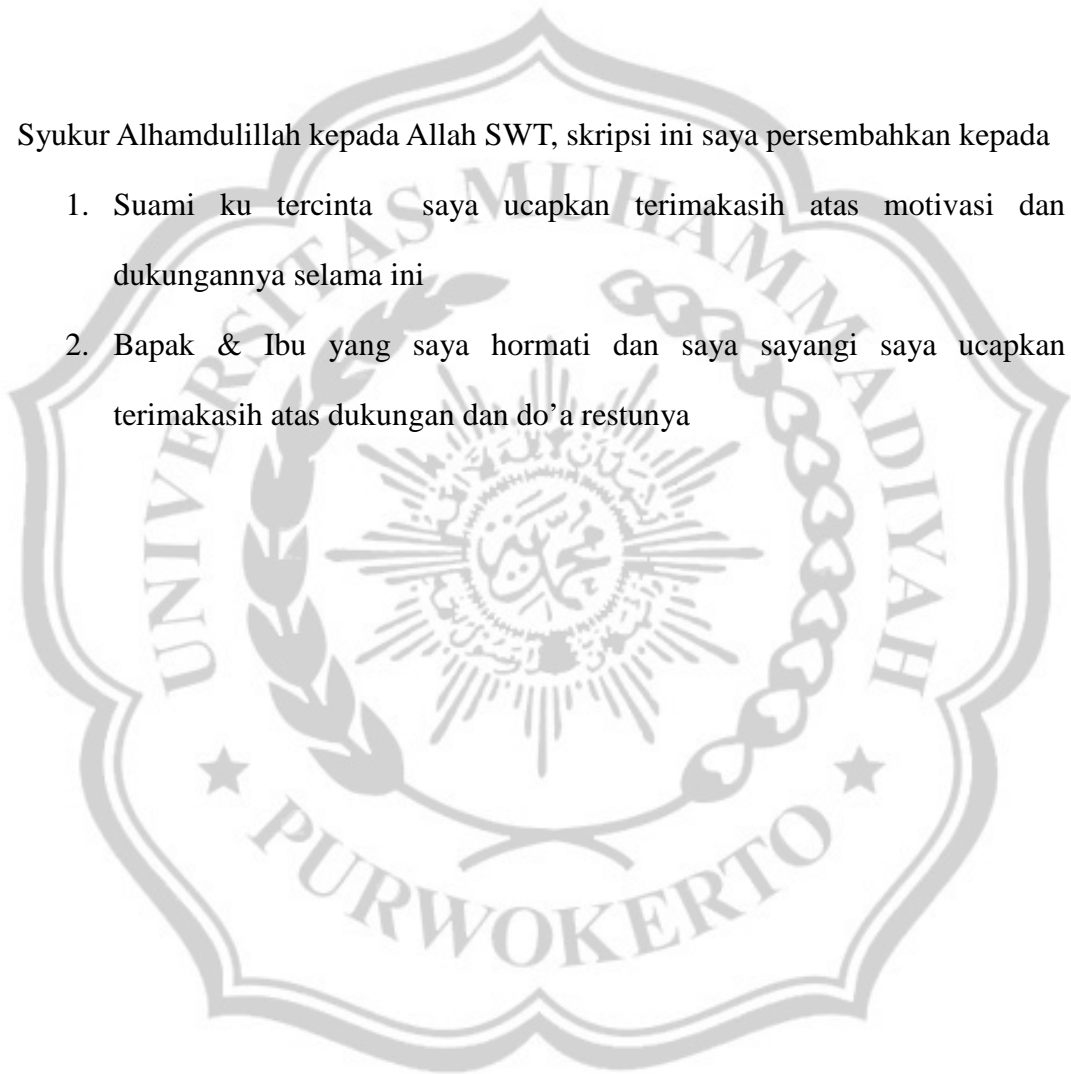 Syukur Alhamdulillah kepada Allah SWT, skripsi ini saya persembahkan kepada
1. Suami ku tercinta saya ucapkan terimakasih atas motivasi dan
dukungannya selama ini
2. Bapak & Ibu yang saya hormati dan saya sayangi saya ucapkan
terimakasih atas dukungan dan do’a restunya
UNIVERSITAS MUHAMMADIYAH
PURWOKERTO